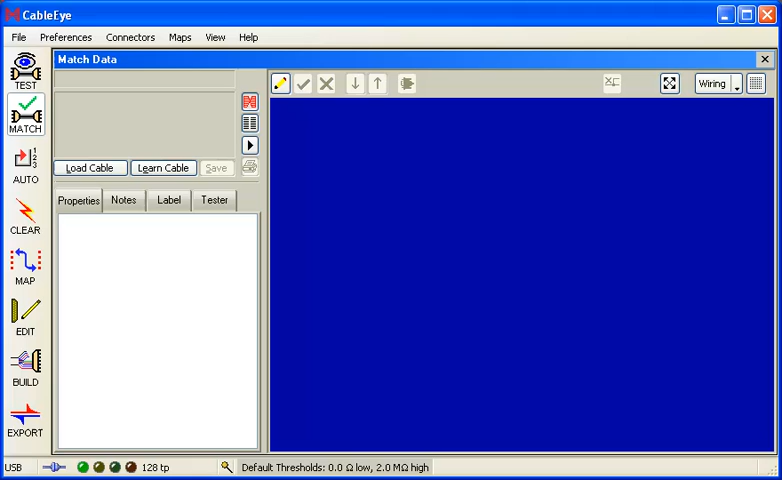 CableEye
File Preferences Connectors Maps View Help
TEST
MATCH
AUTO
CLEAR
MAP
EDIT
BUILD
EXPORT
Match Data
Load Cable Learn Cable Save
Properties Notes Label Tester
Wiring
USB 128 tp Default Thresholds: 0.0 Ω low, 2.0 MΩ high